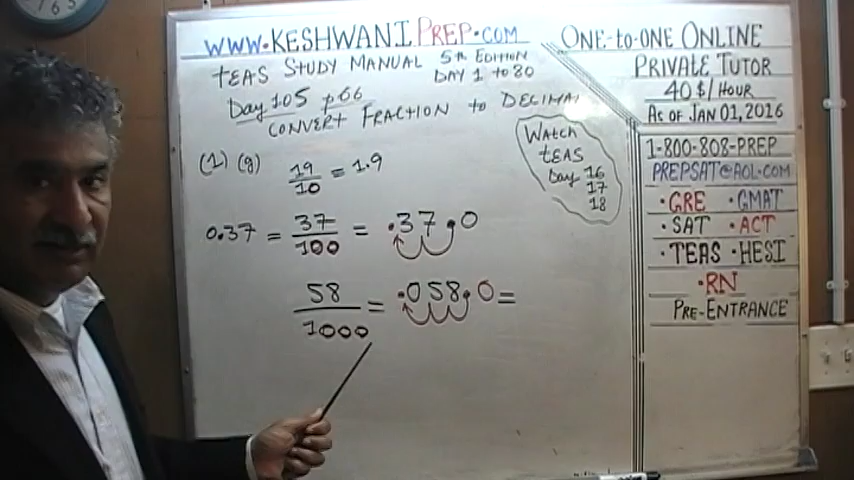 WWW.KESHWANIPREP.COM
TEAS STUDY MANUAL 5th EDITION
DAY 1 to 80
Day 105 p66
CONVERT FRACTION to DECIMAL
(1) (g) 19/10 = 1.9
0.37 = 37/100 = .37.0
58/1000 = .058.0 =
WATCH
TEAS
Day 16
17
18
ONE-to-ONE ONLINE
PRIVATE TUTOR
40$/HOUR
AS OF JAN 01, 2016
1-800-808-PREP
PREPSAT@AOL.COM
•GRE •GMAT
•SAT •ACT
•TEAS •HESI
•RN
PRE-ENTRANCE